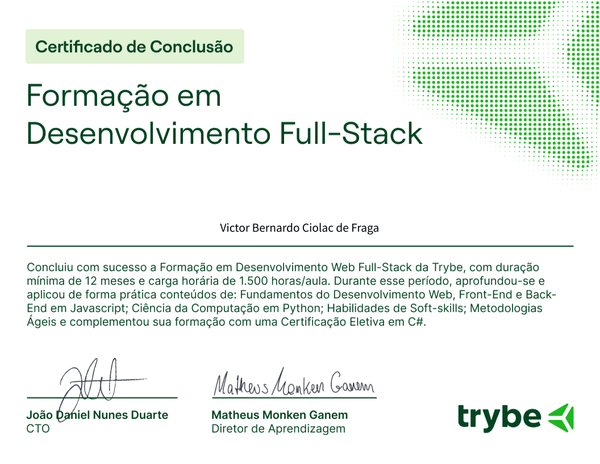 Certificado de Conclusão
Formação em
Desenvolvimento Full-Stack
Victor Bernardo Ciolac de Fraga
Concluiu com sucesso a Formação em Desenvolvimento Web Full-Stack da Trybe, com duração
mínima de 12 meses e carga horária de 1.500 horas/aula. Durante esse período, aprofundou-se e
aplicou de forma prática conteúdos de: Fundamentos do Desenvolvimento Web, Front-End e Back-
End em Javascript; Ciência da Computação em Python; Habilidades de Soft-skills; Metodologias
Ágeis e complementou sua formação com uma Certificação Eletiva em C#.
Matheus Monken Ganem
João Daniel Nunes Duarte
CTO
Matheus Monken Ganem
Diretor de Aprendizagem
trybe